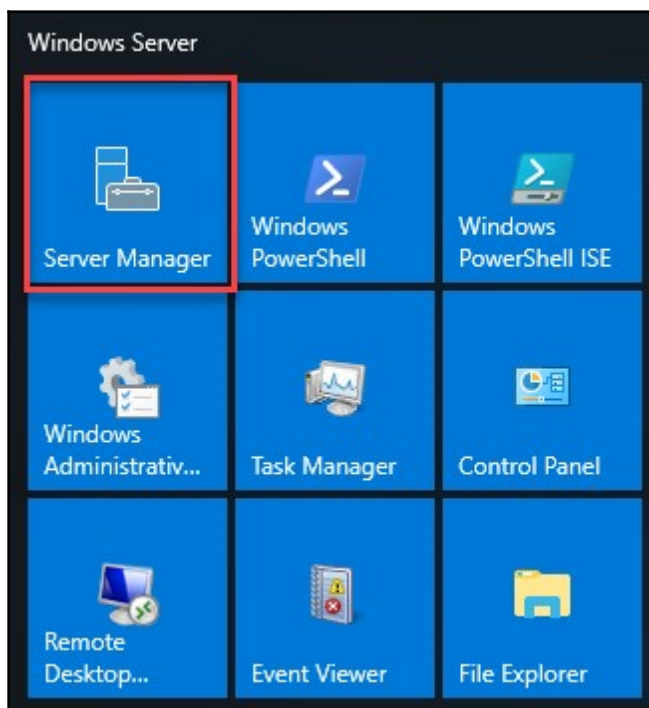 Windows Server
Server Manager
Windows
PowerShell
Windows
PowerShell ISE
Windows
Administrativ...
Task Manager
Control Panel
Remote
Desktop...
Event Viewer
File Explorer